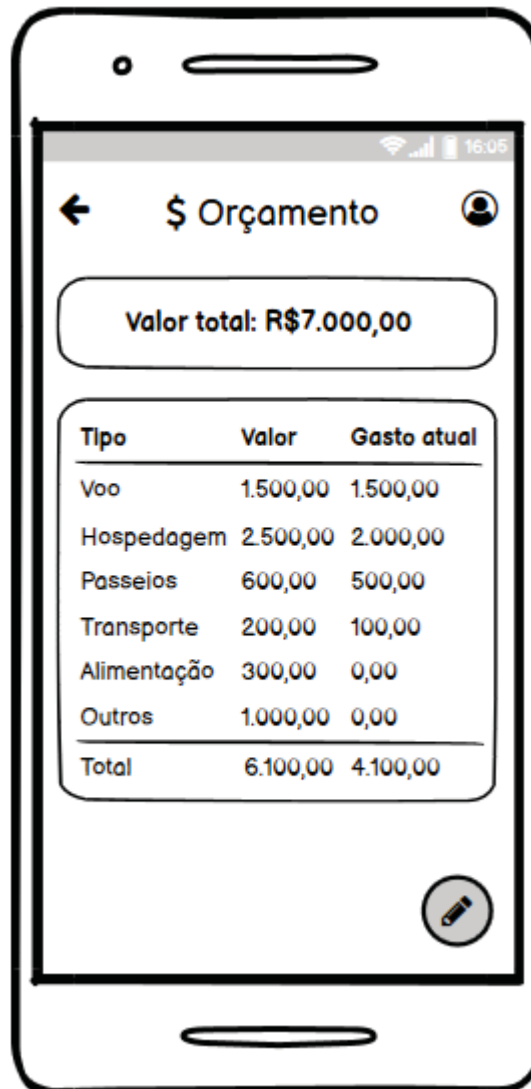 16:05
$ Orçamento
Valor total: R$7.000,00
Tipo Valor Gasto atual
Voo 1.500,00 1.500,00
Hospedagem 2.500,00 2.000,00
Passeios 600,00 500,00
Transporte 200,00 100,00
Alimentação 300,00 0,00
Outros 1.000,00 0,00
Total 6.100,00 4.100,00